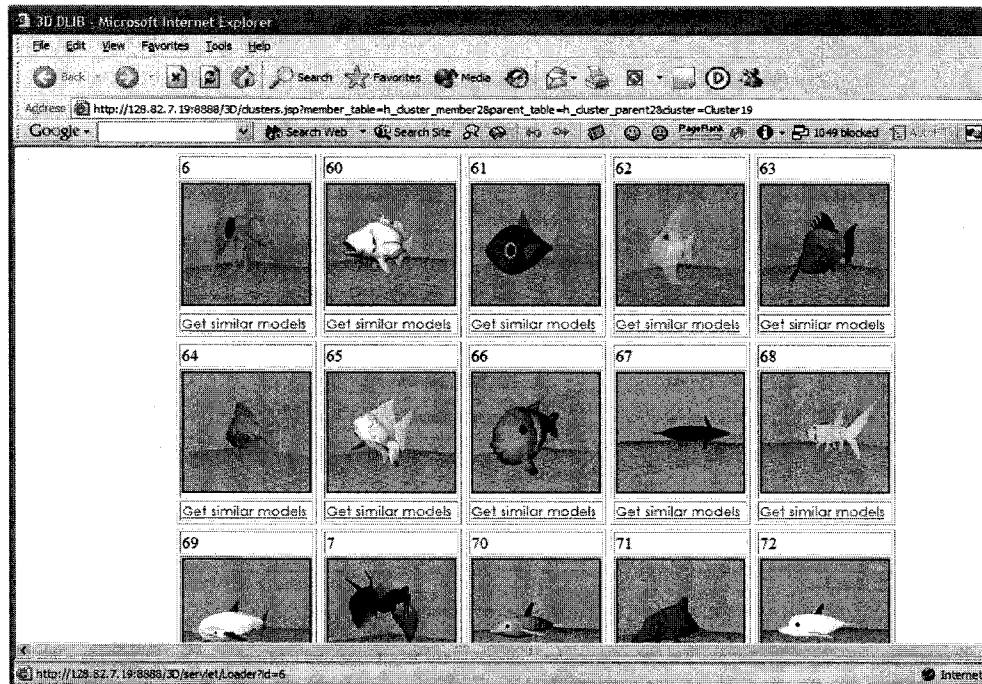 3D DLIB - Microsoft Internet Explorer
File Edit View Favorites Tools Help
Back Search Favorites Media
Address http://128.82.7.19:8888/3D/clusters.jsp?member_table=h_cluster_member2&parent_table=h_cluster_parent2&cluster=Cluster19
Google Search Web Search Site PageRank 1049 blocked
6 60 61 62 63
Get similar models Get similar models Get similar models Get similar models Get similar models
64 65 66 67 68
Get similar models Get similar models Get similar models Get similar models Get similar models
69 7 70 71 72
http://128.82.7.19:8888/3D/servlet/Loader?id=6 Internet